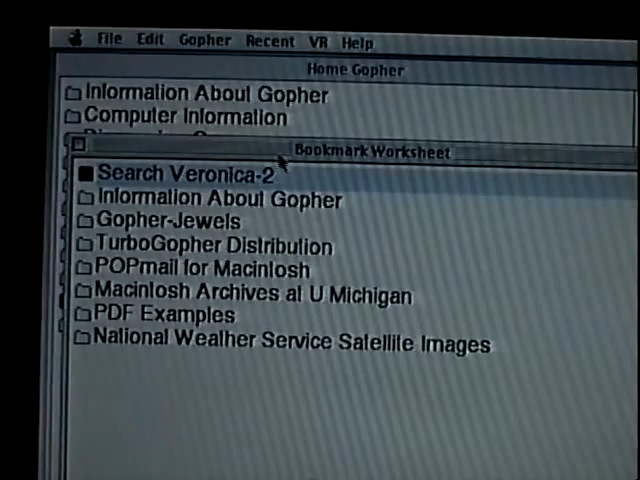 File Edit Gopher Recent VR Help
Home Gopher
Information About Gopher
Computer Information
Bookmark Worksheet
Search Veronica-2
Information About Gopher
Gopher-Jewels
TurboGopher Distribution
POPmail for Macintosh
Macintosh Archives at U Michigan
PDF Examples
National Weather Service Satellite Images